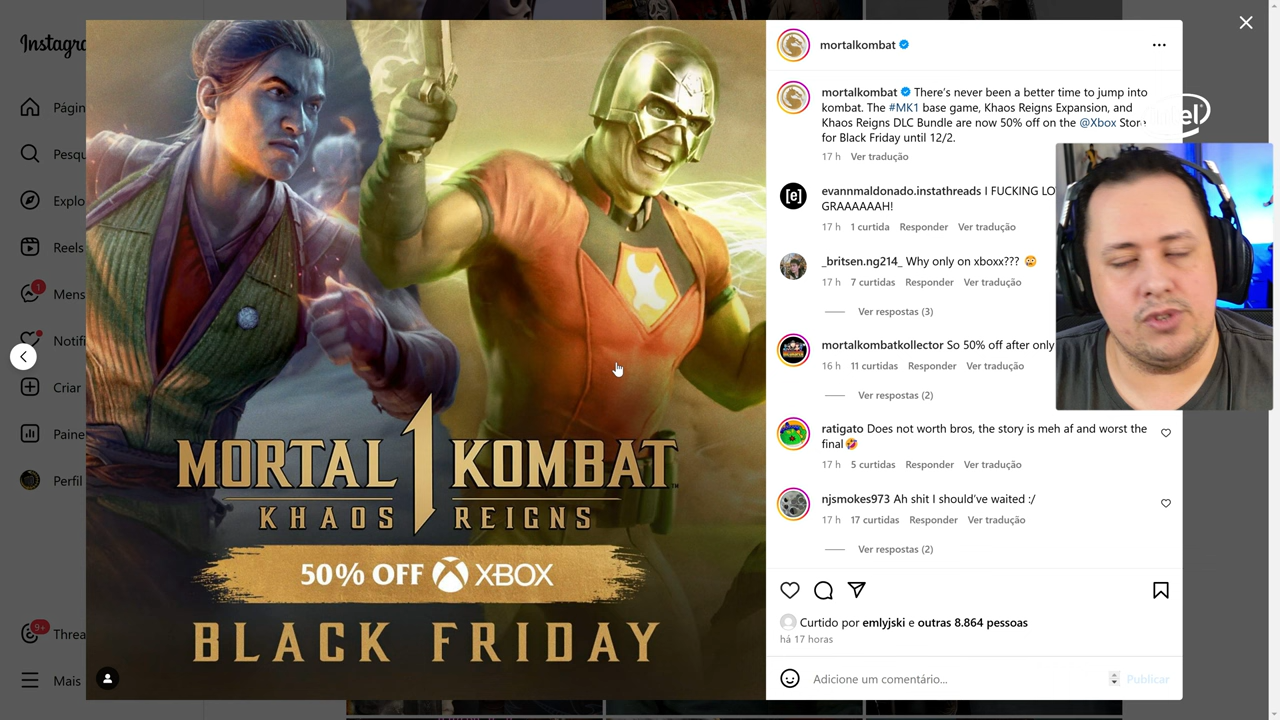 Instagra
Págin
Pesqu
Explo
Reels
1
Mens
Notifi
Criar
Paine
Perfil
9+
Threa
Mais
MORTAL 1 KOMBAT™
KHAOS REIGNS
50% OFF XBOX
BLACK FRIDAY
mortalkombat
mortalkombat There's never been a better time to jump into
kombat. The #MK1 base game, Khaos Reigns Expansion, and
Khaos Reigns DLC Bundle are now 50% off on the @Xbox Store
for Black Friday until 12/2.
17 h Ver tradução
[e]
evannmaldonado.instathreads I FUCKING LO
GRAAAAAAH!
17 h 1 curtida Responder Ver tradução
_britsen.ng214_ Why only on xboxx??? 😳
17 h 7 curtidas Responder Ver tradução
Ver respostas (3)
mortalkombatkollector So 50% off after only
16 h 11 curtidas Responder Ver tradução
Ver respostas (2)
ratigato Does not worth bros, the story is meh af and worst the
final🤣
17 h 5 curtidas Responder Ver tradução
njsmokes973 Ah shit I should've waited :/
17 h 17 curtidas Responder Ver tradução
Ver respostas (2)
Curtido por emlyjski e outras 8.864 pessoas
há 17 horas
Adicione um comentário...
Publicar